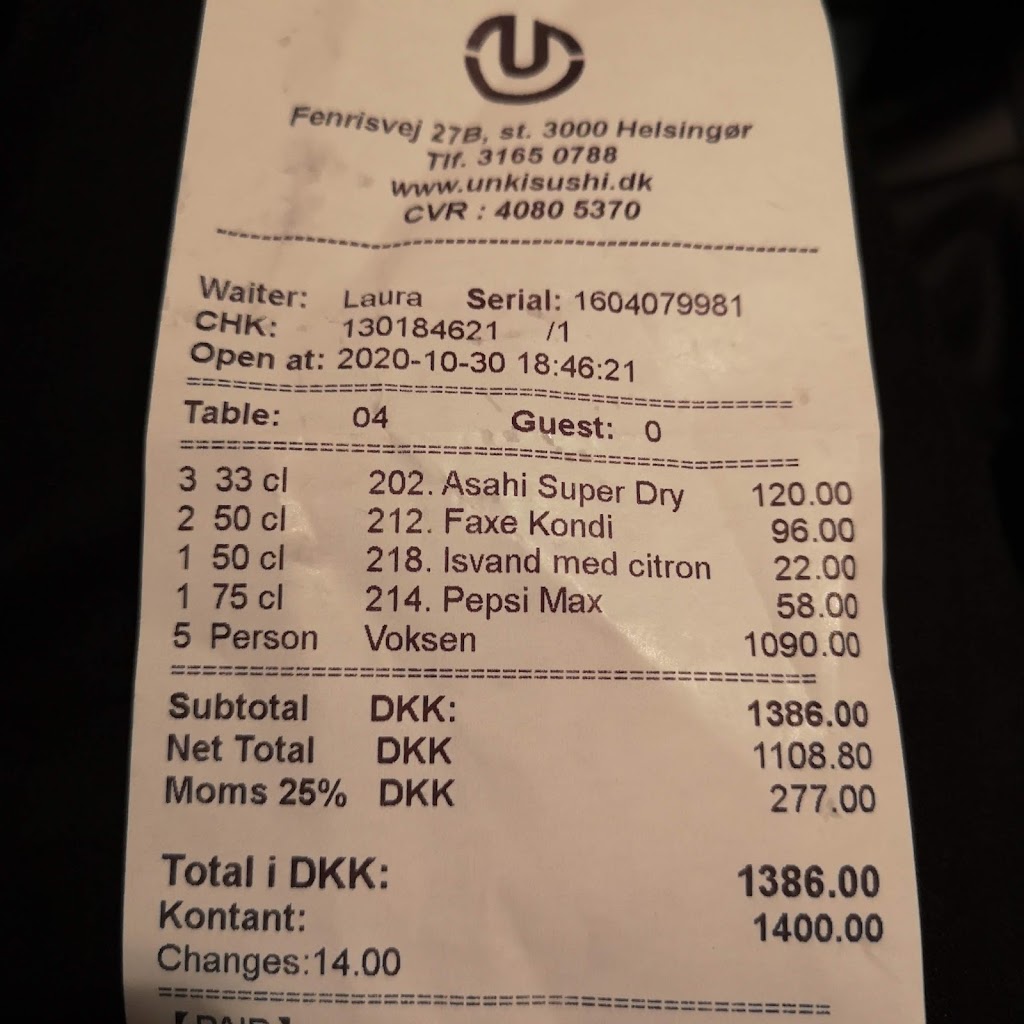 U
Fenrisvej 27B, st. 3000 Helsingør
Tlf. 3165 0788
www.unkisushi.dk
CVR : 4080 5370
Waiter: Laura Serial: 1604079981
CHK: 130184621 /1
Open at: 2020-10-30 18:46:21
Table: 04 Guest: 0
3 33 cl 202. Asahi Super Dry 120.00
2 50 cl 212. Faxe Kondi 96.00
1 50 cl 218. Isvand med citron 22.00
1 75 cl 214. Pepsi Max 58.00
5 Person Voksen 1090.00
Subtotal DKK: 1386.00
Net Total DKK 1108.80
Moms 25% DKK 277.00
Total i DKK: 1386.00
Kontant: 1400.00
Changes:14.00